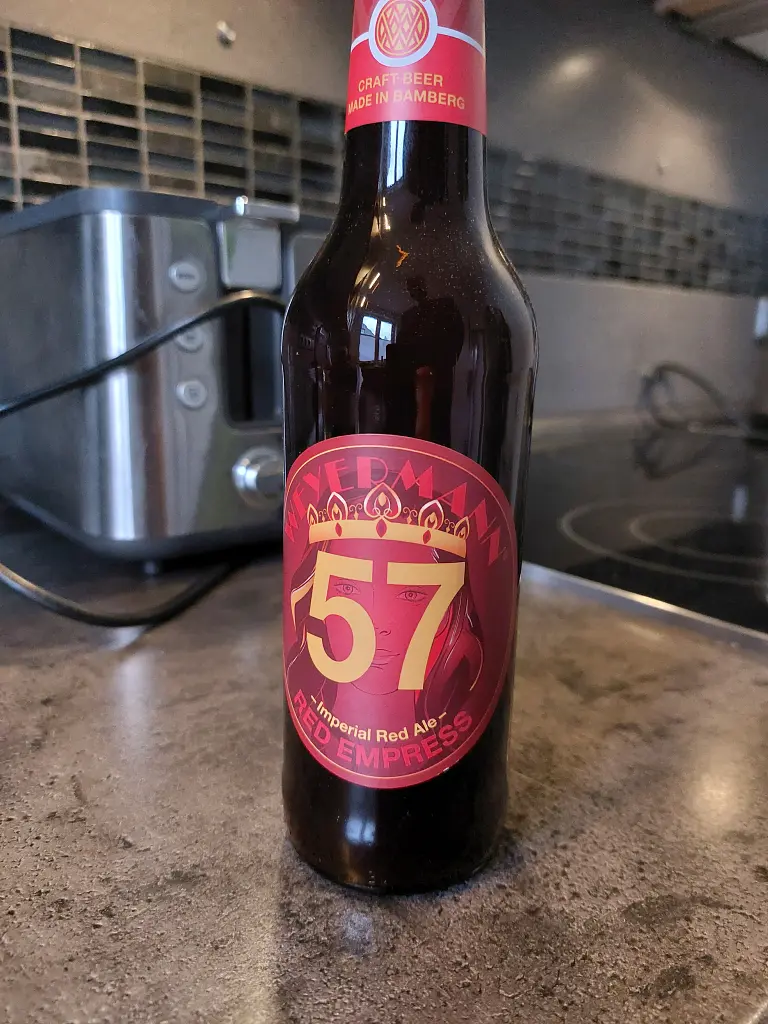 CRAFT BEER
MADE IN BAMBERG
WEYERMANN
57
– Imperial Red Ale –
RED EMPRESS